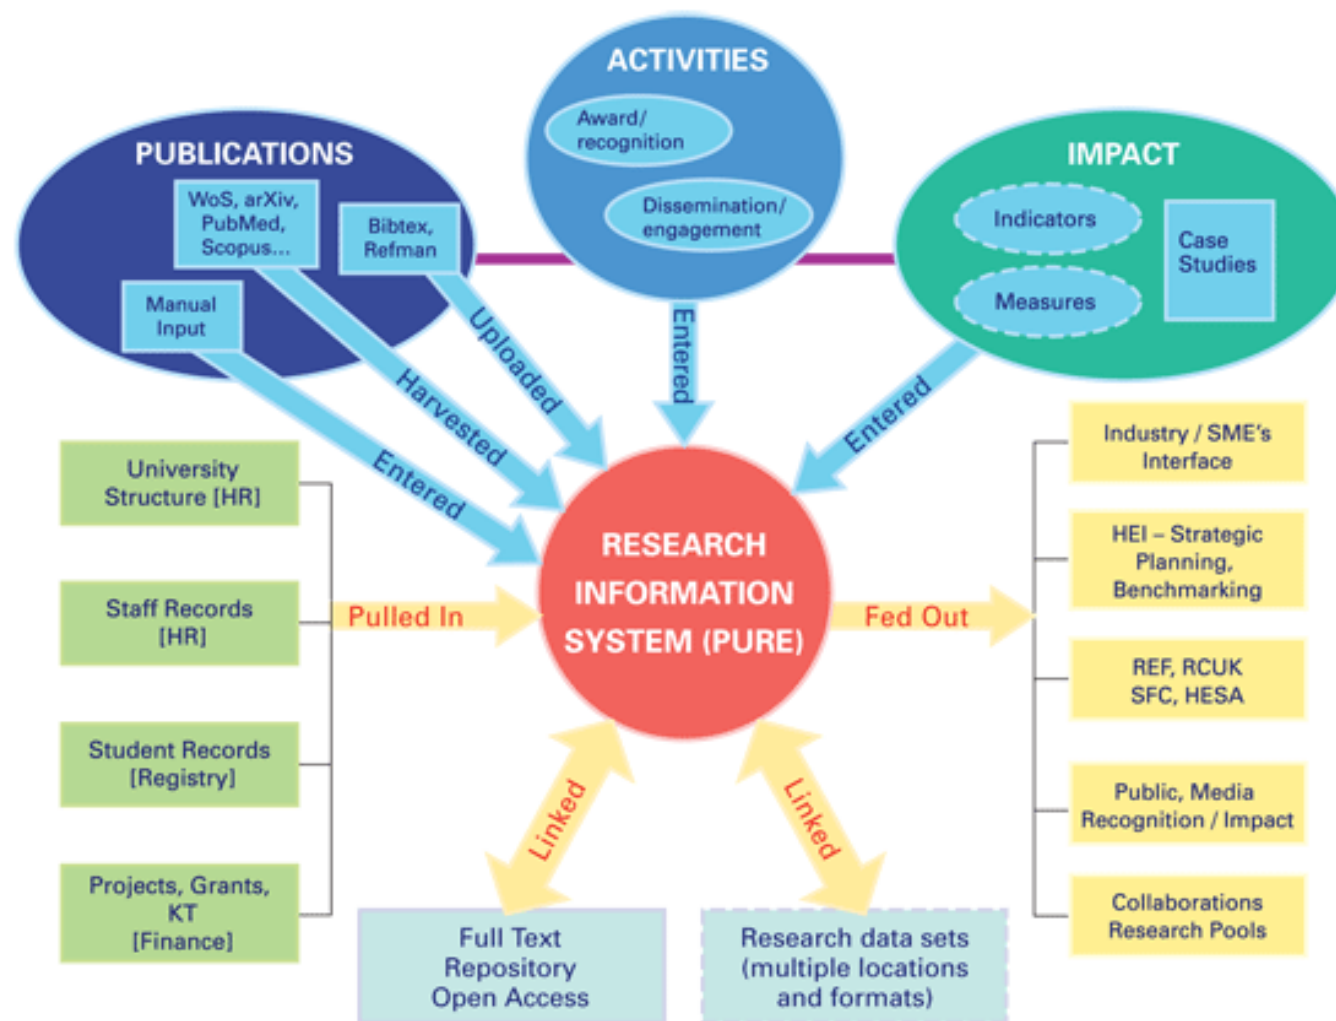 ACTIVITIES
Award/
recognition
Dissemination/
engagement
PUBLICATIONS
WoS, arXiv,
PubMed,
Scopus...
Bibtex,
Refman
Manual
Input
IMPACT
Indicators
Measures
Case
Studies
Entered
Harvested
Uploaded
Entered
Entered
University
Structure [HR]
Staff Records
[HR]
Student Records
[Registry]
Projects, Grants,
KT
[Finance]
Pulled In
RESEARCH
INFORMATION
SYSTEM (PURE)
Fed Out
Industry / SME's
Interface
HEI – Strategic
Planning,
Benchmarking
REF, RCUK
SFC, HESA
Public, Media
Recognition / Impact
Collaborations
Research Pools
Linked
Linked
Full Text
Repository
Open Access
Research data sets
(multiple locations
and formats)